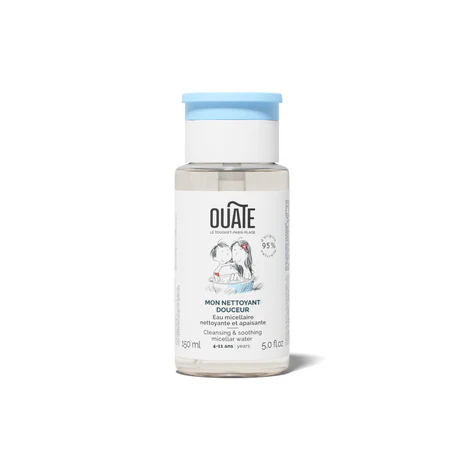 OUATE
LE TOUQUET-PARIS-PLAGE
95%
MON NETTOYANT
DOUCEUR
Eau micellaire
nettoyante et apaisante
Cleansing & soothing
micellar water
4-11 ans / years
150 ml 5.0 fl oz